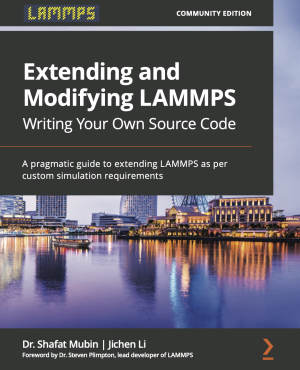 LAMMPS
COMMUNITY EDITION
Extending and
Modifying LAMMPS
Writing Your Own Source Code
A pragmatic guide to extending LAMMPS as per
custom simulation requirements
Dr. Shafat Mubin | Jichen Li
Foreword by Dr. Steven Plimpton, lead developer of LAMMPS